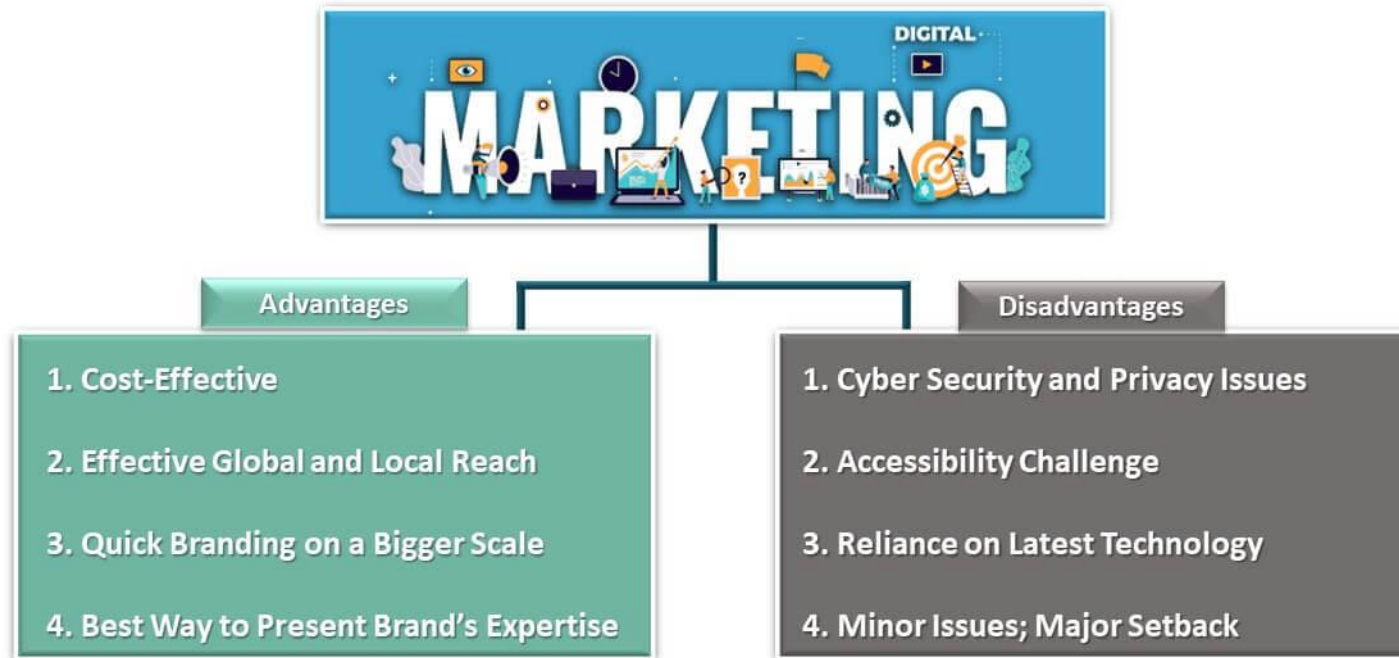 DIGITAL
MARKETING
?
Advantages
1. Cost-Effective
2. Effective Global and Local Reach
3. Quick Branding on a Bigger Scale
4. Best Way to Present Brand's Expertise
Disadvantages
1. Cyber Security and Privacy Issues
2. Accessibility Challenge
3. Reliance on Latest Technology
4. Minor Issues; Major Setback